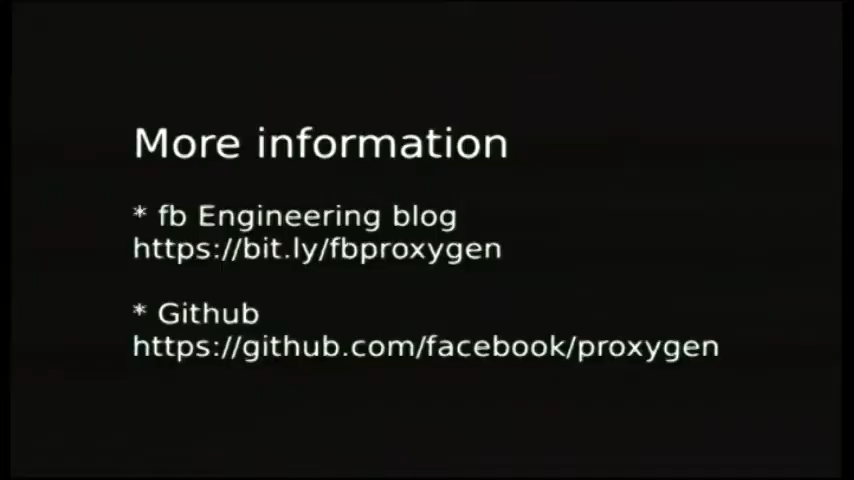 More information
* fb Engineering blog
https://bit.ly/fbproxygen
* Github
https://github.com/facebook/proxygen